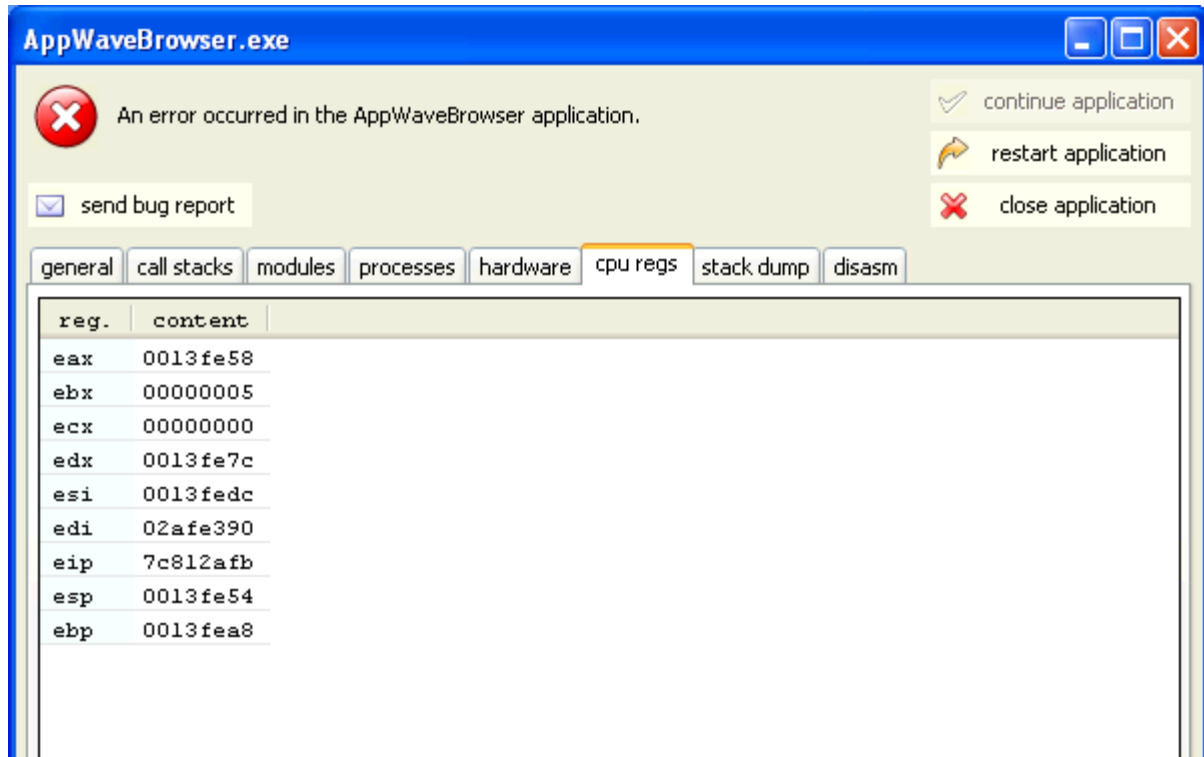 AppWaveBrowser.exe
An error occurred in the AppWaveBrowser application.
continue application
restart application
send bug report
close application
general call stacks modules processes hardware cpu regs stack dump disasm
reg. content
eax 0013fe58
ebx 00000005
ecx 00000000
edx 0013fe7c
esi 0013fedc
edi 02afe390
eip 7c812afb
esp 0013fe54
ebp 0013fea8